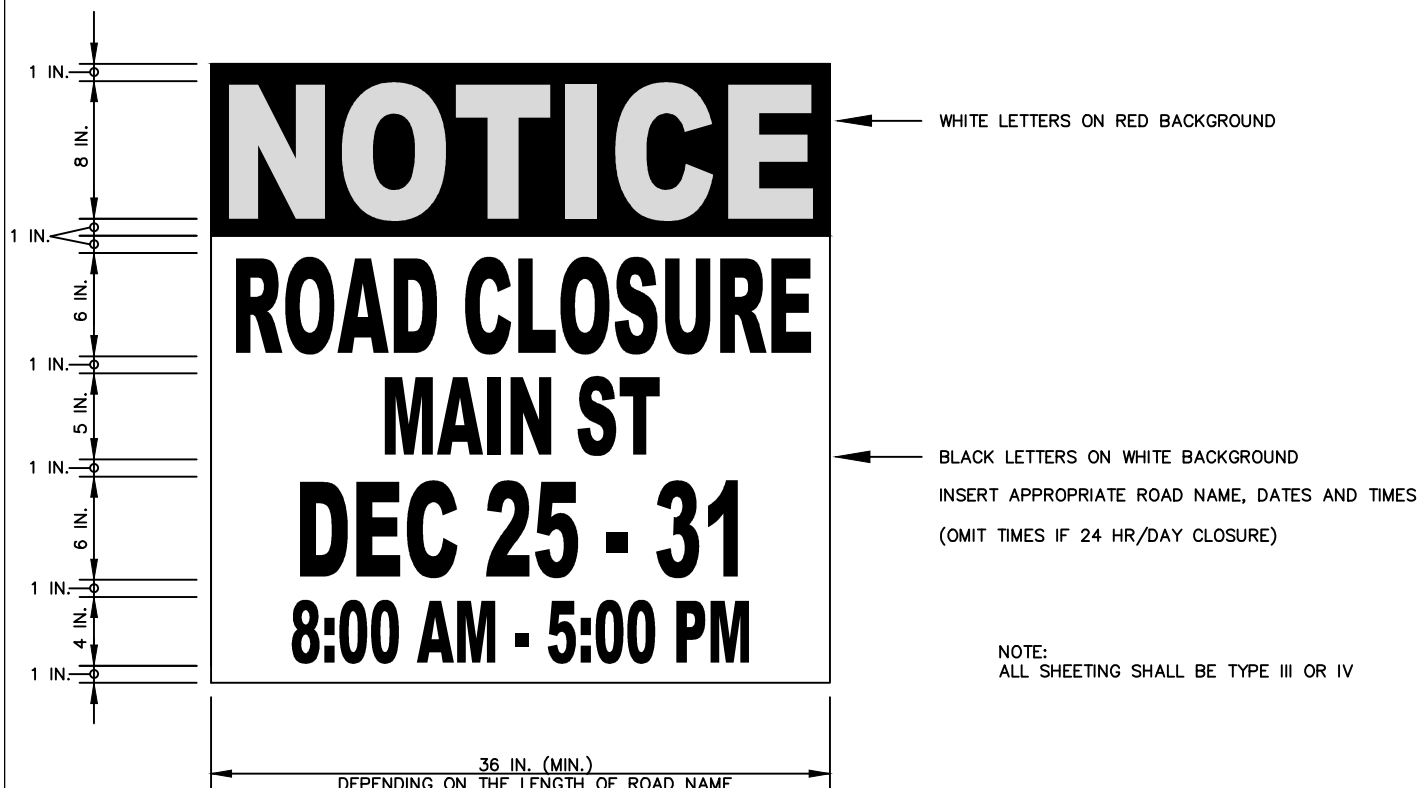 1 IN.
8 IN.
1 IN.
6 IN.
1 IN.
5 IN.
1 IN.
6 IN.
1 IN.
4 IN.
1 IN.
NOTICE
ROAD CLOSURE
MAIN ST
DEC 25 - 31
8:00 AM - 5:00 PM
WHITE LETTERS ON RED BACKGROUND
BLACK LETTERS ON WHITE BACKGROUND
INSERT APPROPRIATE ROAD NAME, DATES AND TIMES
(OMIT TIMES IF 24 HR/DAY CLOSURE)
NOTE:
ALL SHEETING SHALL BE TYPE III OR IV
36 IN. (MIN.)
DEPENDING ON THE LENGTH OF ROAD NAME